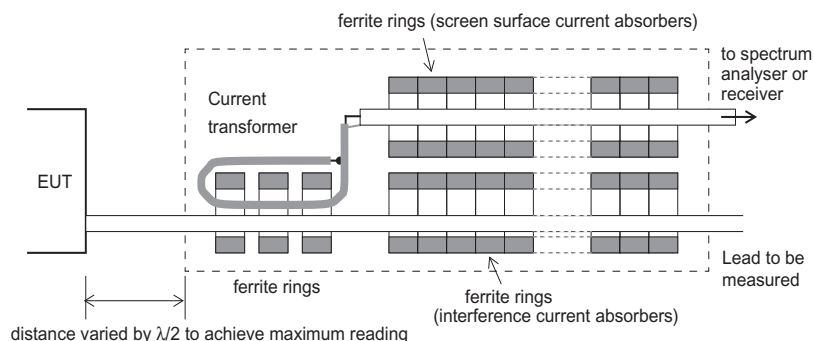 ferrite rings (screen surface current absorbers)
to spectrum
analyser or
receiver
Current
transformer
EUT
Lead to be
measured
ferrite rings
ferrite rings
(interference current absorbers)
distance varied by λ/2 to achieve maximum reading